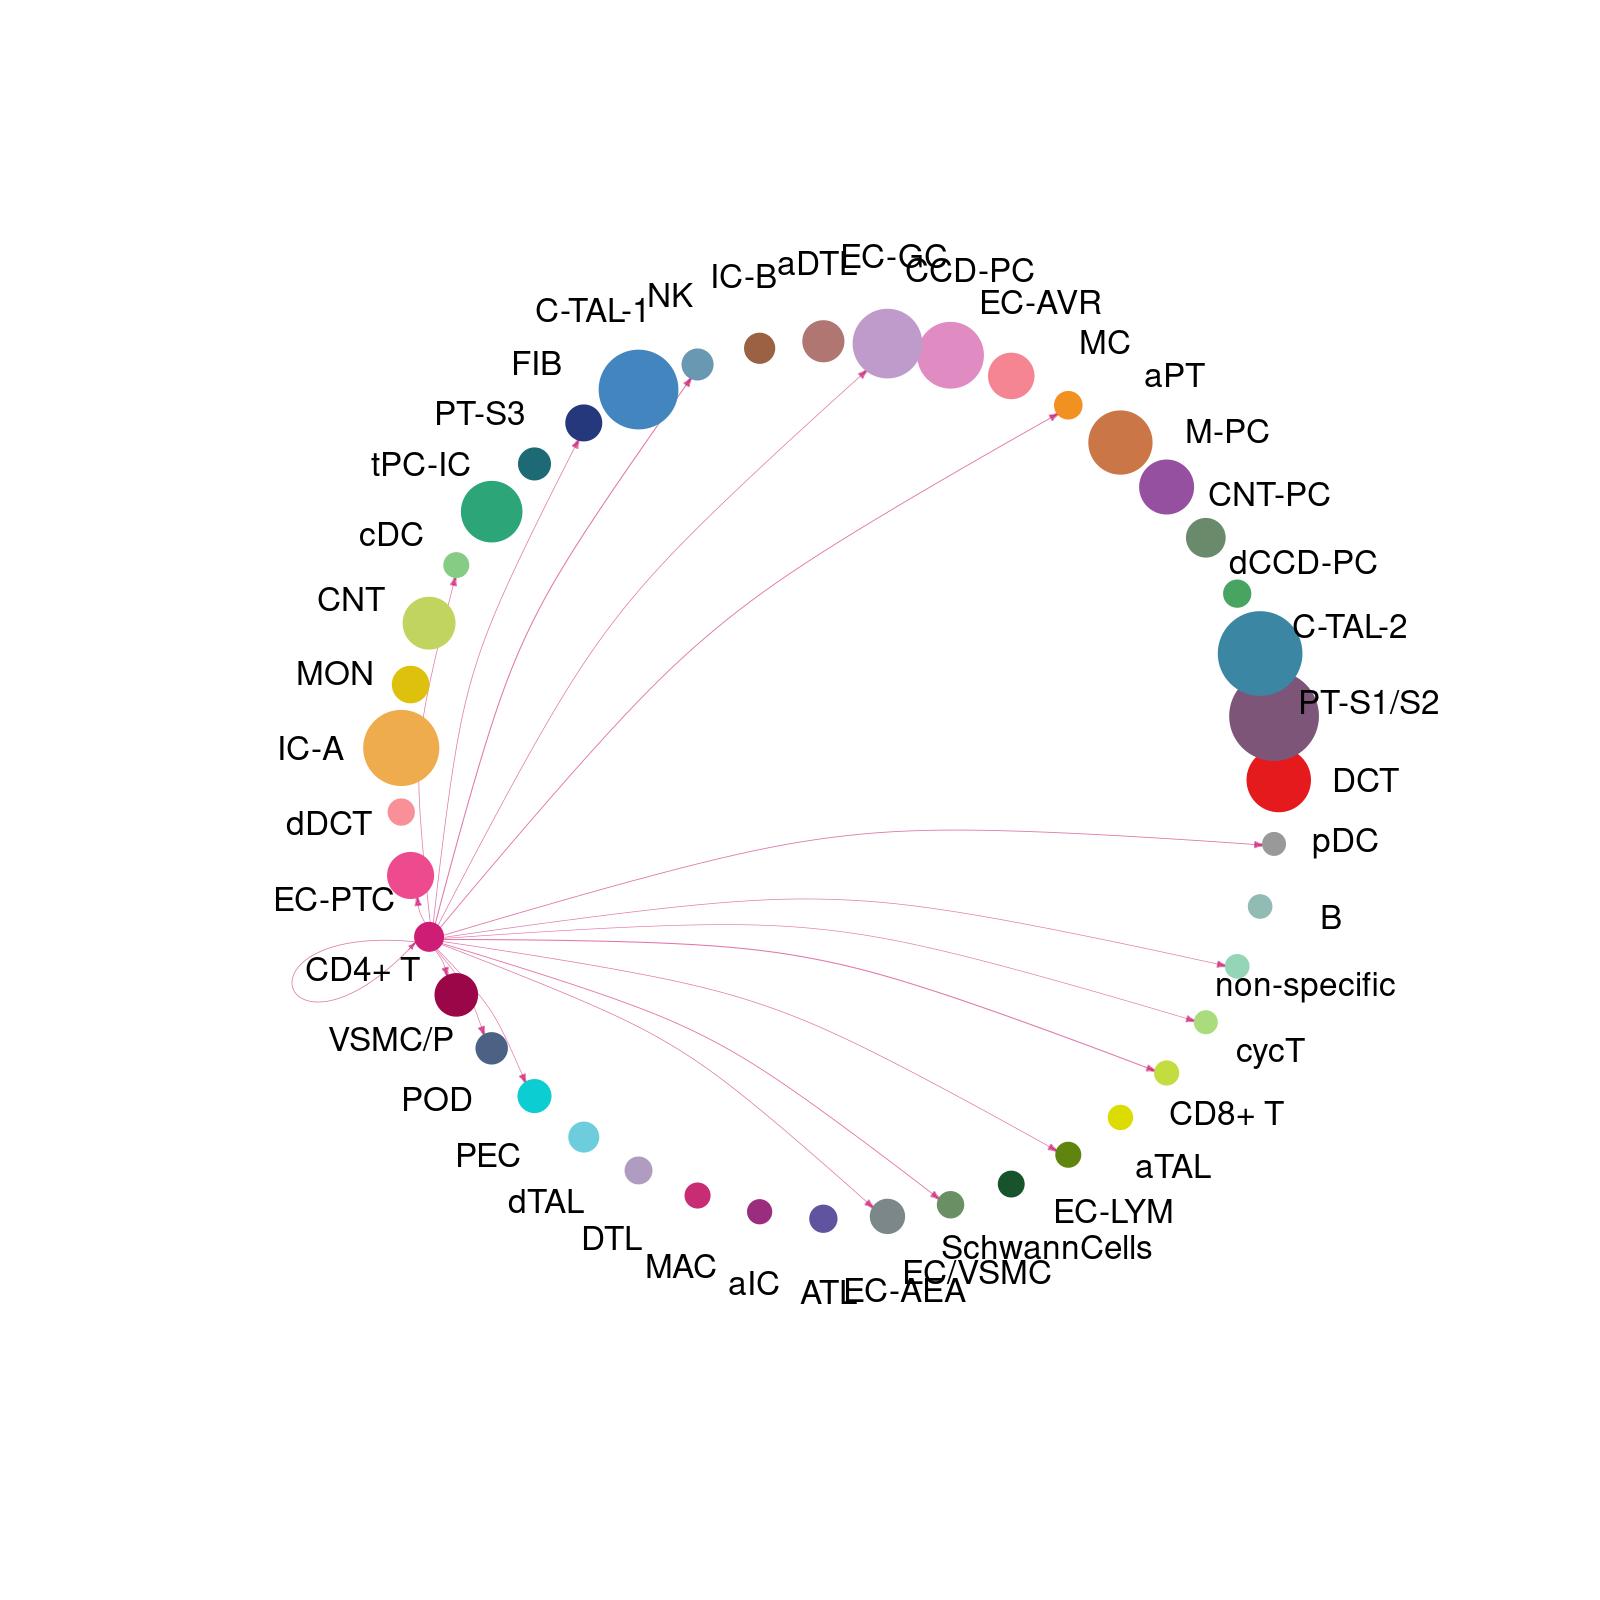 EC-GC
aDTL
CCD-PC
IC-B
NK
EC-AVR
C-TAL-1
MC
FIB
aPT
PT-S3
M-PC
tPC-IC
CNT-PC
cDC
dCCD-PC
CNT
C-TAL-2
MON
PT-S1/S2
IC-A
DCT
dDCT
pDC
EC-PTC
B
CD4+ T
non-specific
VSMC/P
cycT
POD
CD8+ T
PEC
aTAL
dTAL
EC-LYM
DTL
SchwannCells
MAC
EC/VSMC
aIC
ATL
EC-AEA